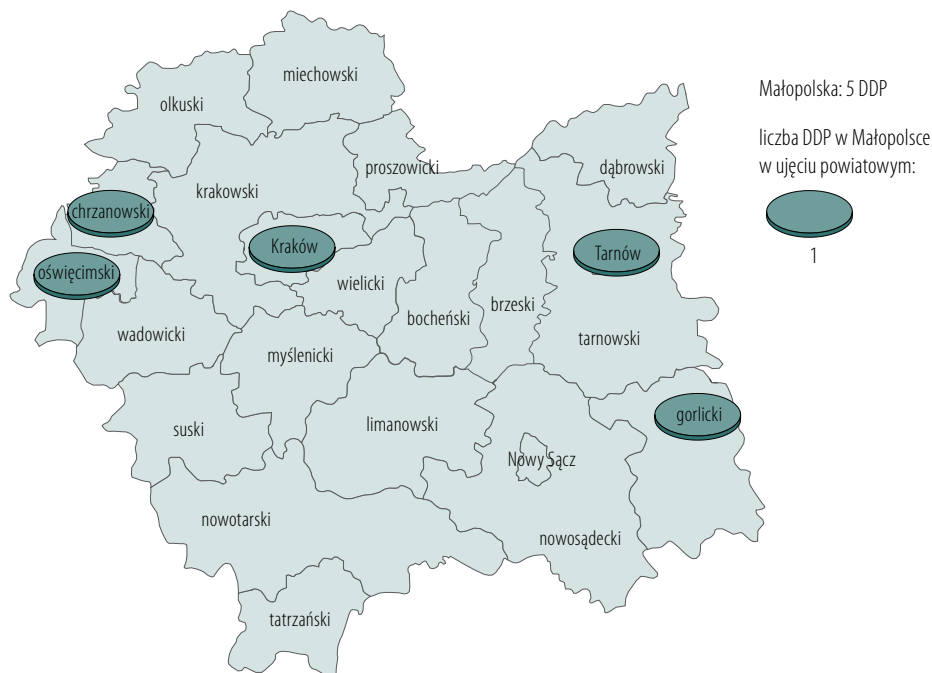 miechowski
olkuski
Małopolska: 5 DDP
liczba DDP w Małopolsce
w ujęciu powiatowym:
proszowicki
dąbrowski
krakowski
chrzanowski
Kraków
Tarnów
1
oświęcimski
wielicki
brzeski
bocheński
wadowicki
tarnowski
myślenicki
gorlicki
limanowski
suski
Nowy Sącz
nowotarski
nowosądecki
tatrzański